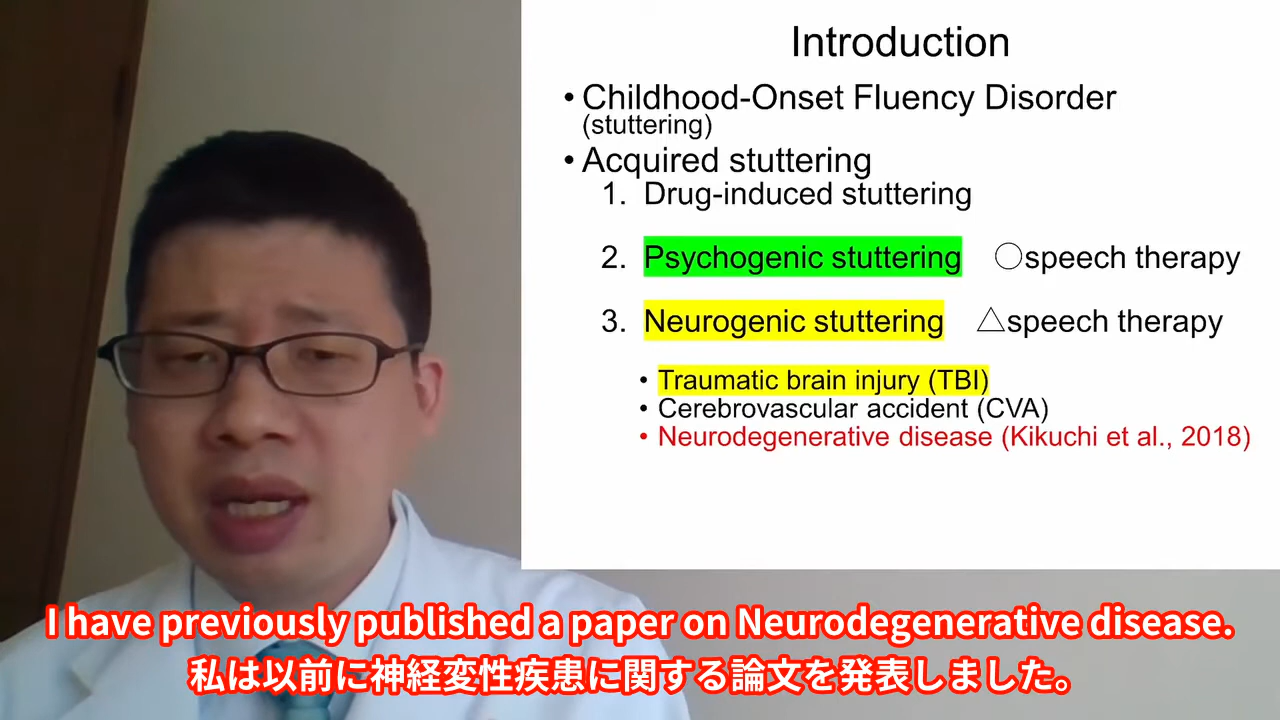 Introduction
• Childhood-Onset Fluency Disorder
(stuttering)
• Acquired stuttering
1. Drug-induced stuttering
2. Psychogenic stuttering ○speech therapy
3. Neurogenic stuttering △speech therapy
• Traumatic brain injury (TBI)
• Cerebrovascular accident (CVA)
• Neurodegenerative disease (Kikuchi et al., 2018)
I have previously published a paper on Neurodegenerative disease.
私は以前に神経変性疾患に関する論文を発表しました。